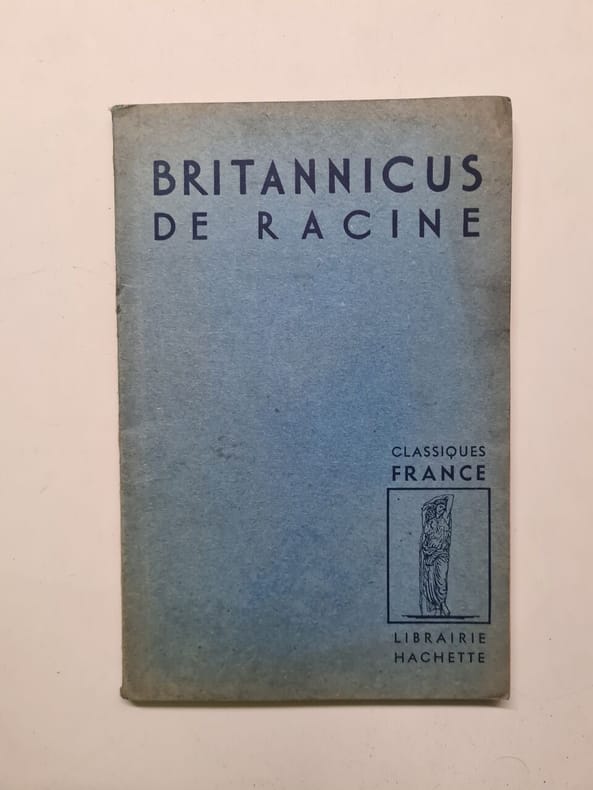 BRITANNICUS
DE RACINE
CLASSIQUES
FRANCE
LIBRAIRIE
HACHETTE